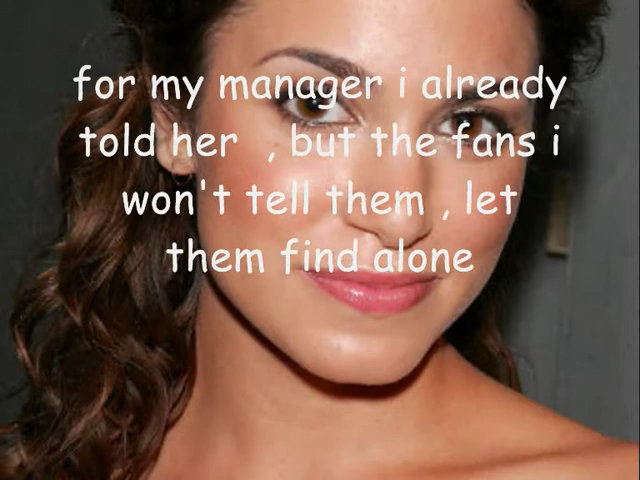 for my manager i already
told her , but the fans i
won't tell them , let
them find alone